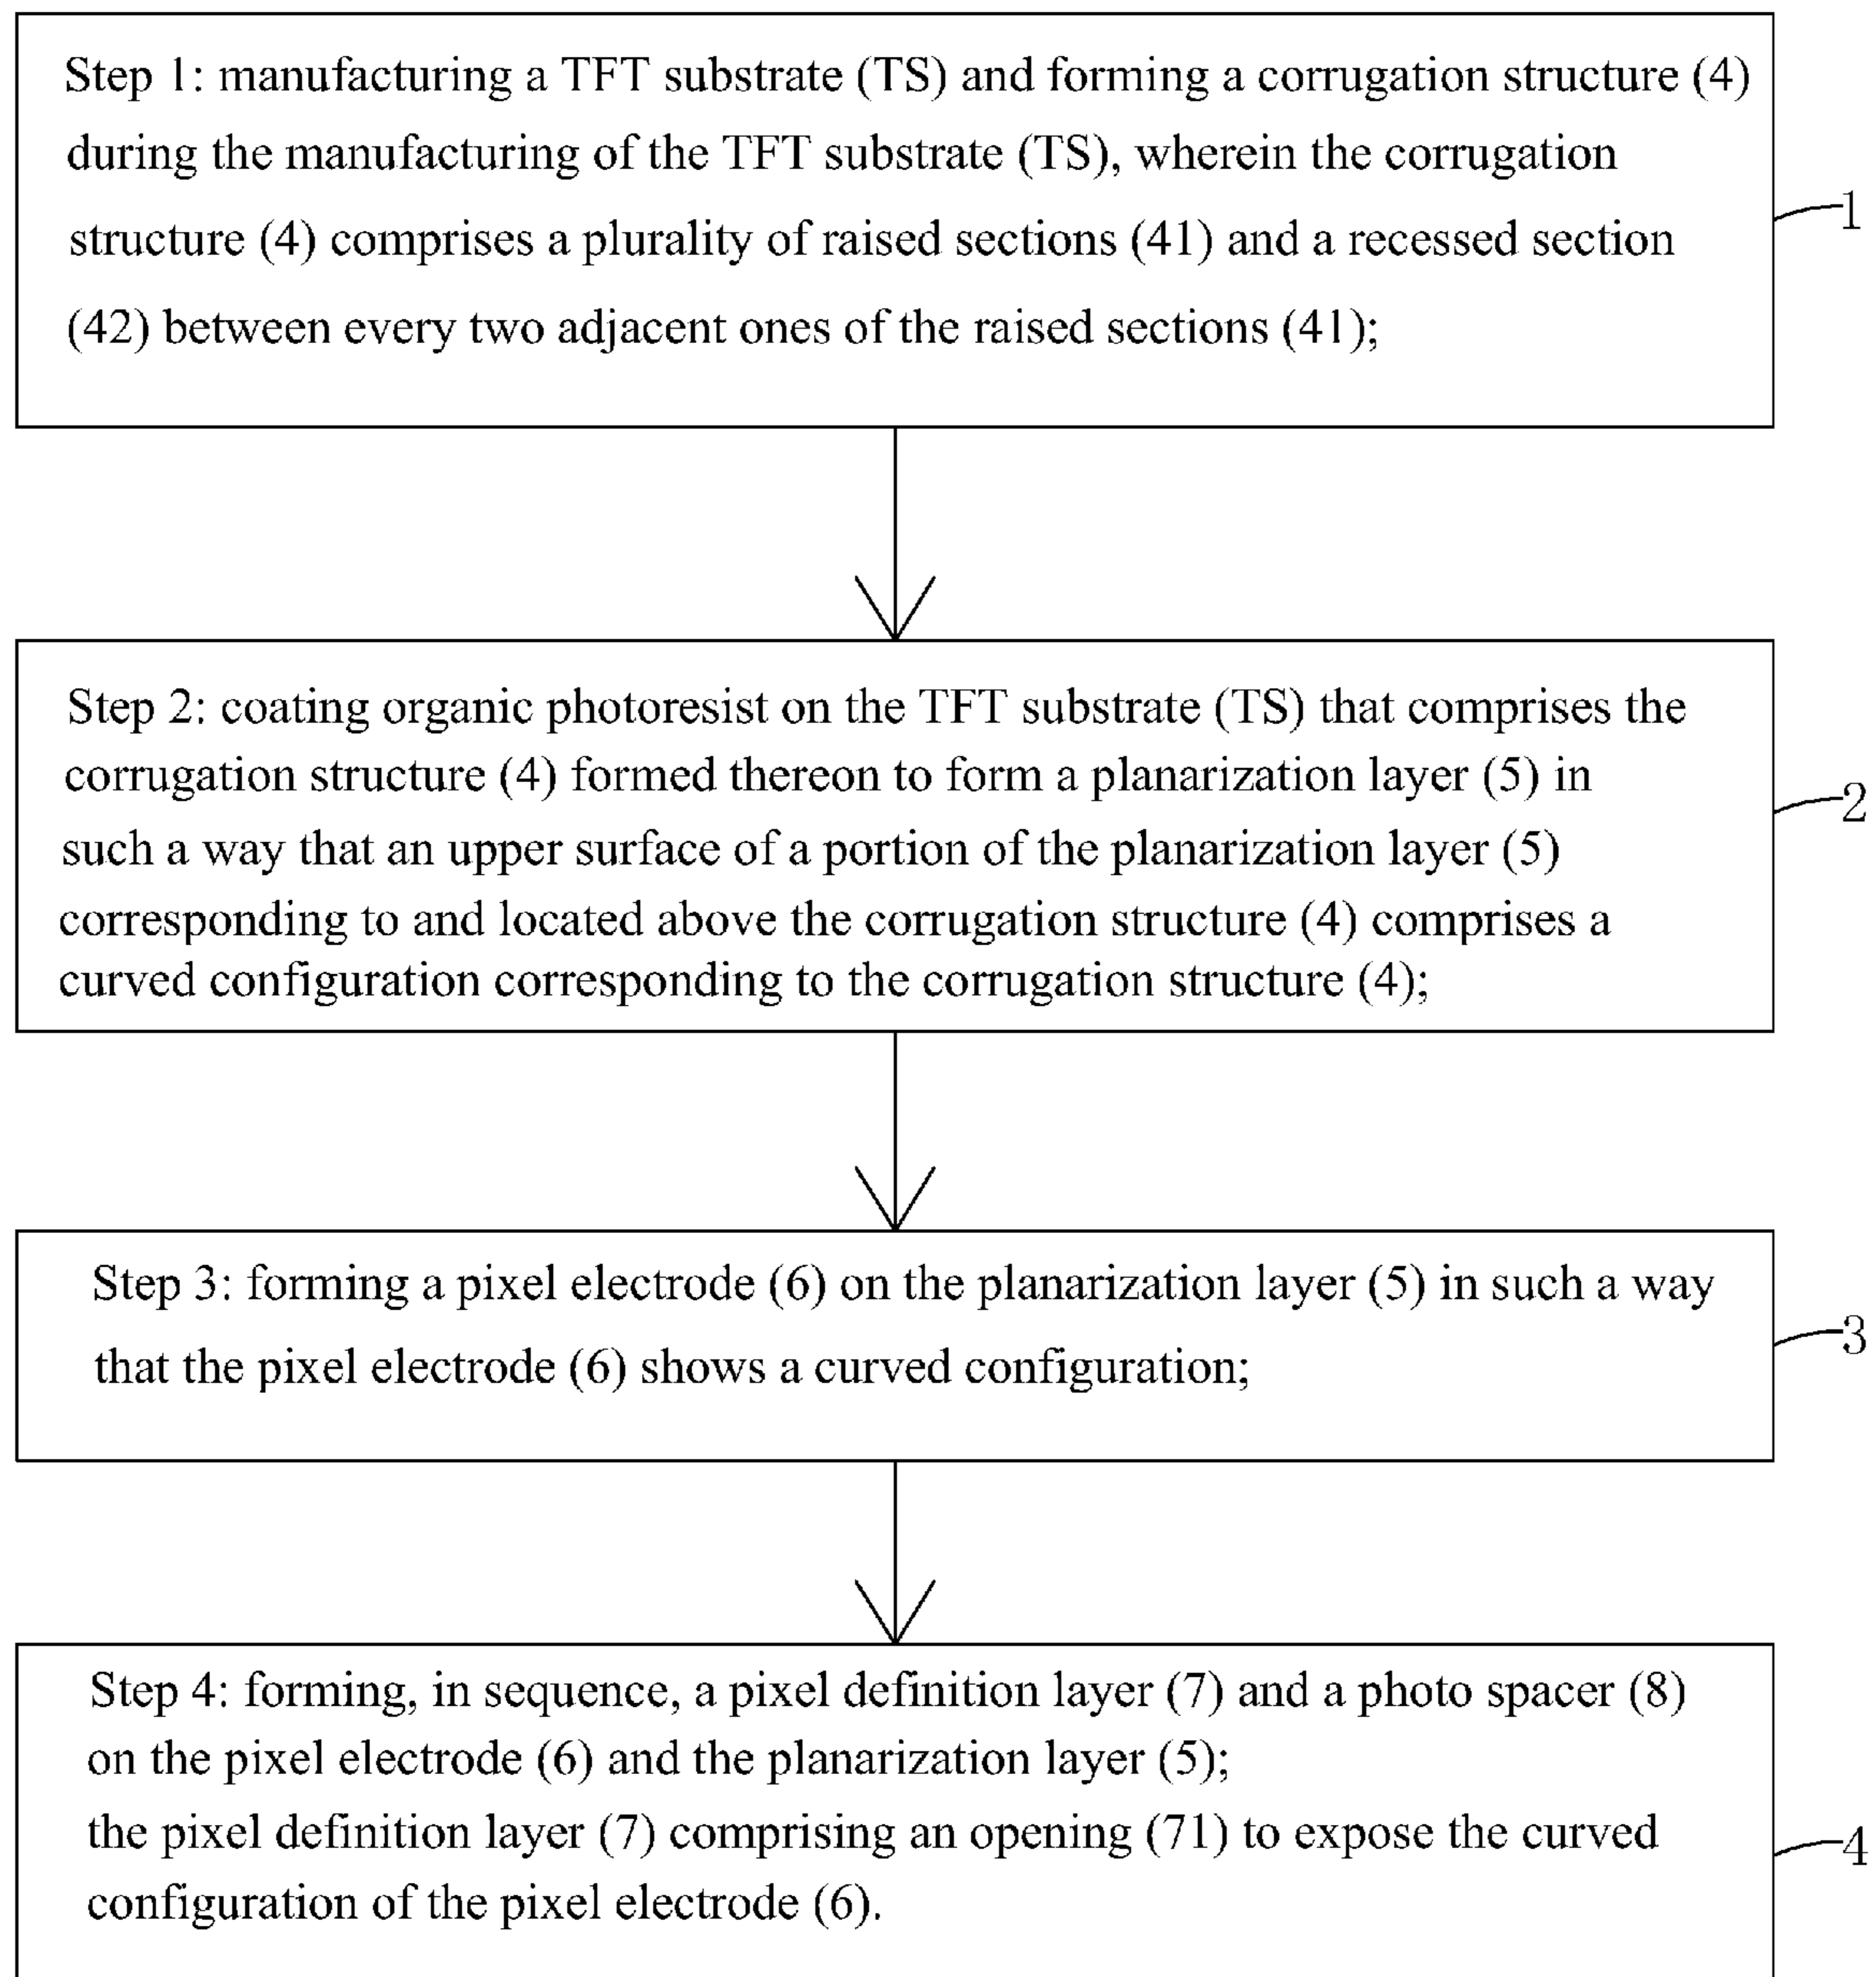 Step 1: manufacturing a TFT substrate (TS) and forming a corrugation structure (4)
during the manufacturing of the TFT substrate (TS), wherein the corrugation
structure (4) comprises a plurality of raised sections (41) and a recessed section
(42) between every two adjacent ones of the raised sections (41);
1
Step 2: coating organic photoresist on the TFT substrate (TS) that comprises the
corrugation structure (4) formed thereon to form a planarization layer (5) in
such a way that an upper surface of a portion of the planarization layer (5)
corresponding to and located above the corrugation structure (4) comprises a
curved configuration corresponding to the corrugation structure (4);
2
Step 3: forming a pixel electrode (6) on the planarization layer (5) in such a way
that the pixel electrode (6) shows a curved configuration;
3
Step 4: forming, in sequence, a pixel definition layer (7) and a photo spacer (8)
on the pixel electrode (6) and the planarization layer (5);
the pixel definition layer (7) comprising an opening (71) to expose the curved
configuration of the pixel electrode (6).
4